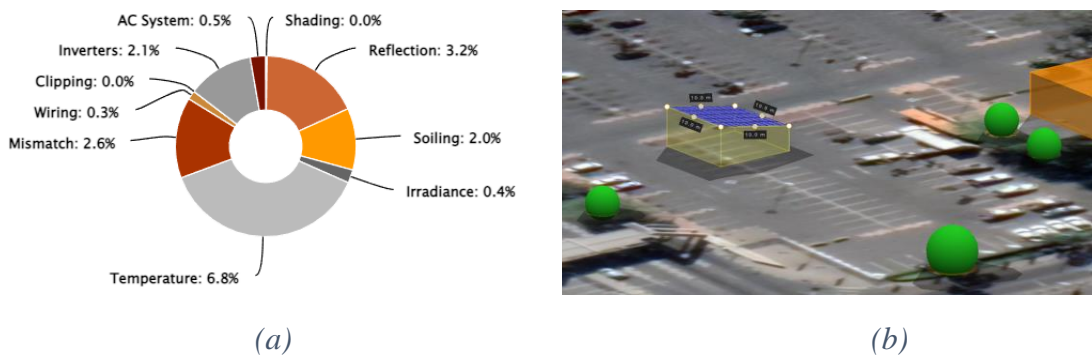 AC System: 0.5%
Shading: 0.0%
Inverters: 2.1%
Reflection: 3.2%
Clipping: 0.0%
Wiring: 0.3%
Mismatch: 2.6%
Soiling: 2.0%
Irradiance: 0.4%
Temperature: 6.8%
10.0 m
10.0 m
10.0 m
10.0 m
(a)
(b)